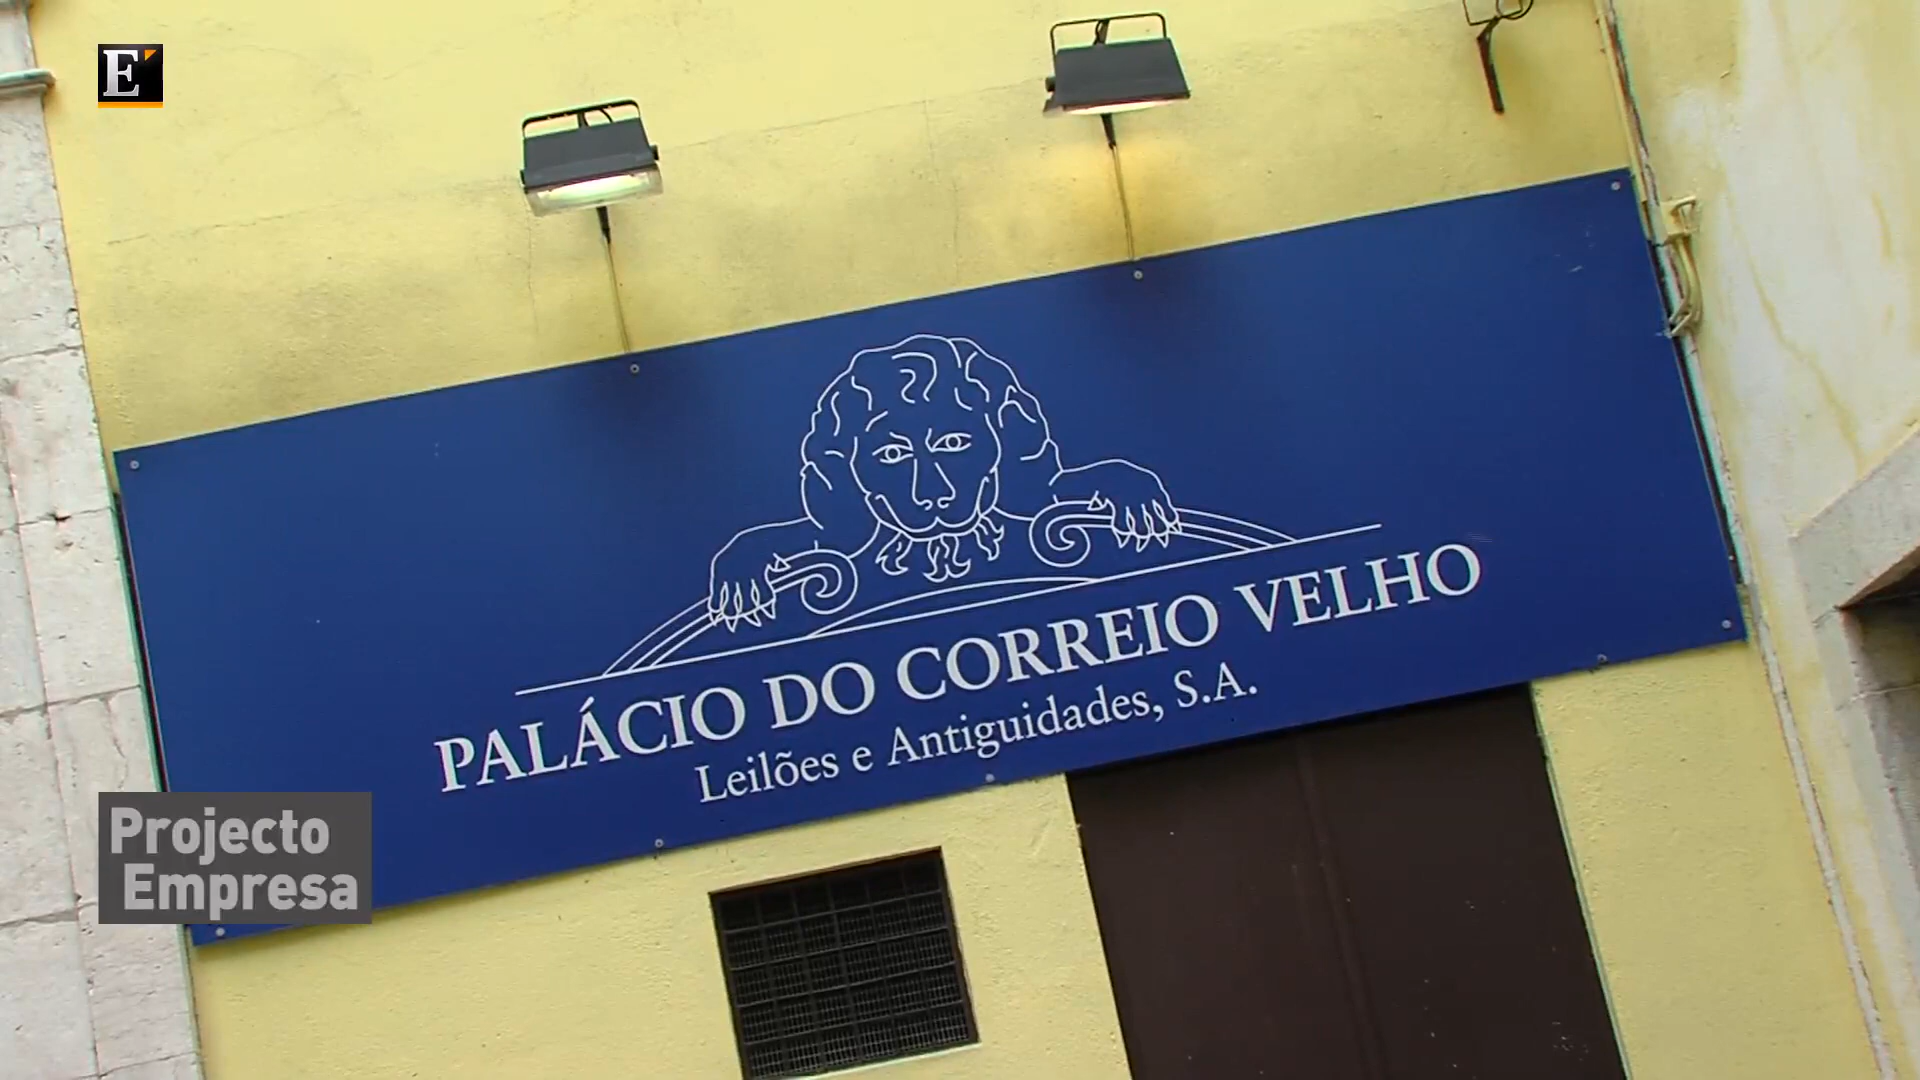 E
PALÁCIO DO CORREIO VELHO
Leilões e Antiguidades, S.A.
Projecto
Empresa